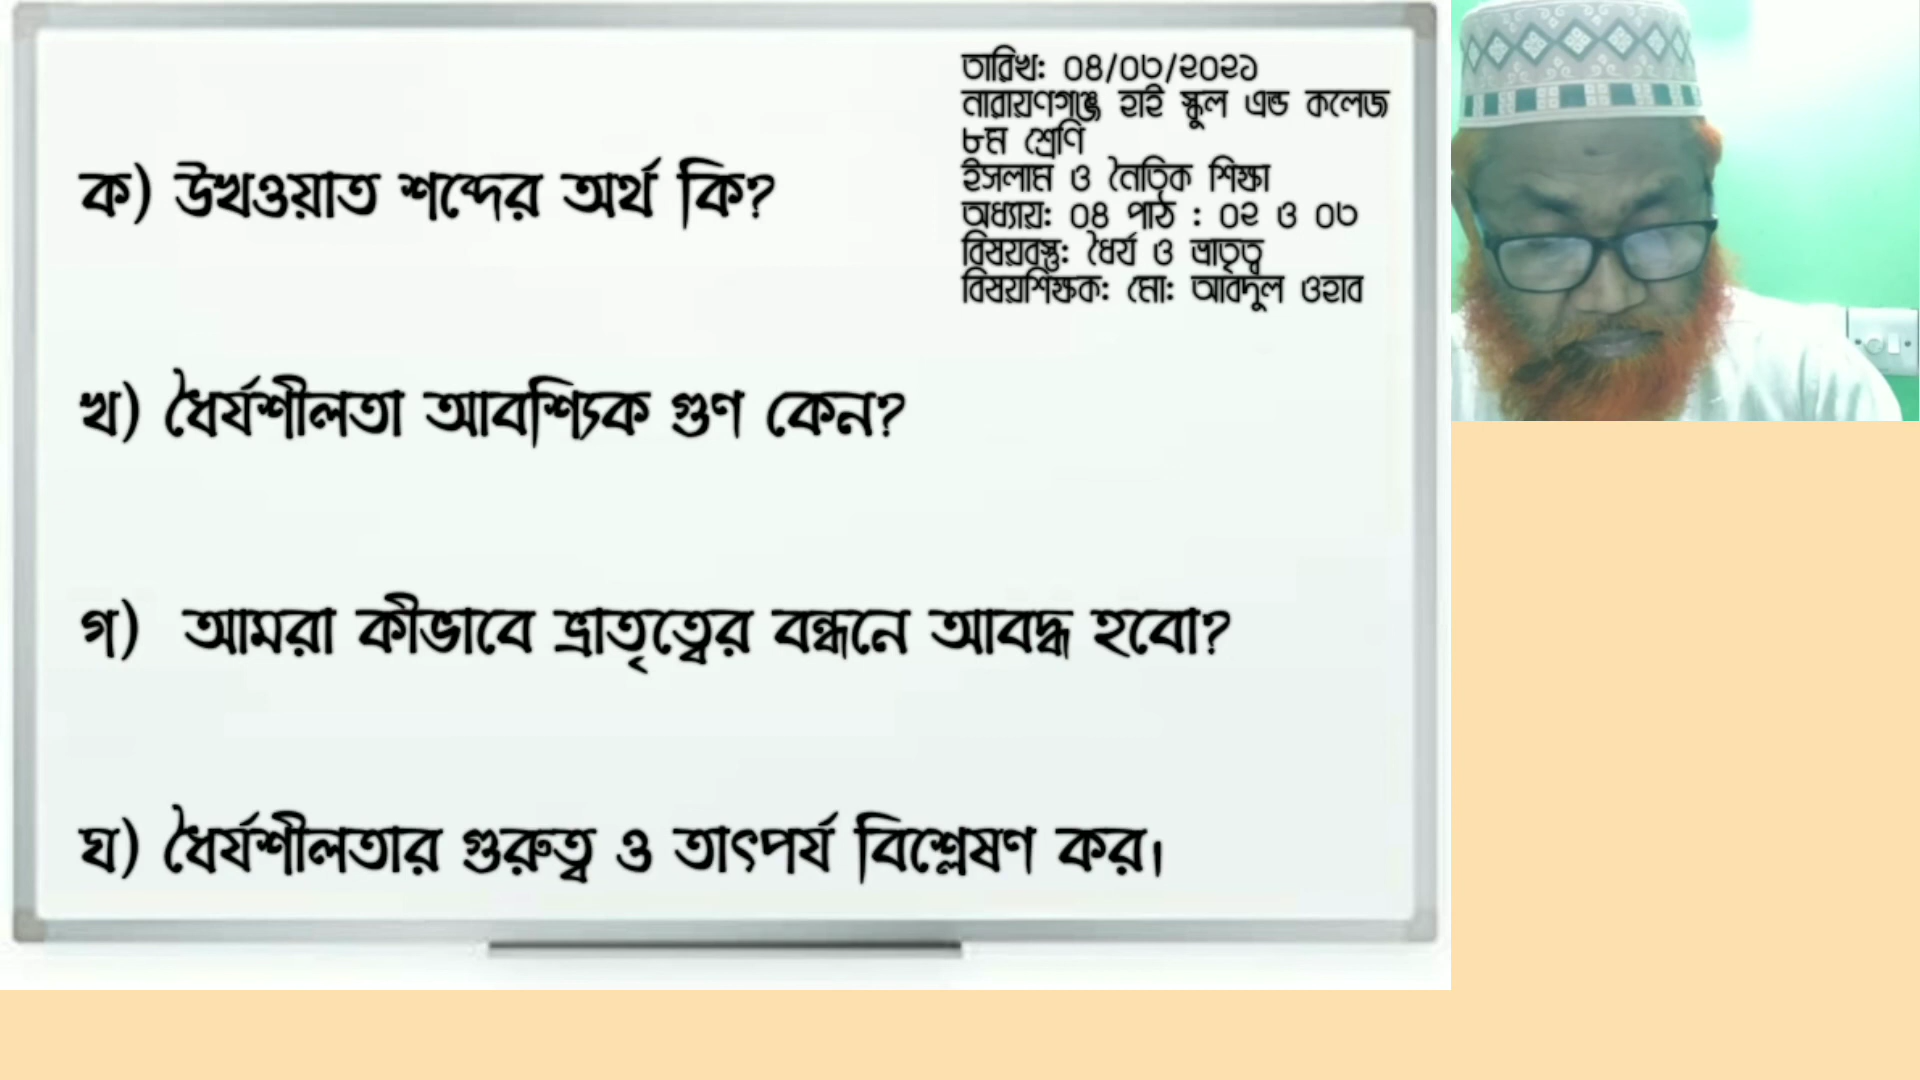 তারিখ: ০৪/০৬/২০২১
নারায়ণগঞ্জ হাই স্কুল এন্ড কলেজ
৮ম শ্রেণি
ইসলাম ও নৈতিক শিক্ষা
অধ্যায়: ০৪ পাঠ : ০২ ও ০৩
বিষয়বস্তু: ধৈর্য ও ভ্রাতৃত্ব
বিষয়শিক্ষক: মো: আবদুল ওহাব
ক) উখওয়াত শব্দের অর্থ কি?
খ) ধৈর্যশীলতা আবশ্যিক গুণ কেন?
গ) আমরা কীভাবে ভ্রাতৃত্বের বন্ধনে আবদ্ধ হবো?
ঘ) ধৈর্যশীলতার গুরুত্ব ও তাৎপর্য বিশ্লেষণ কর।